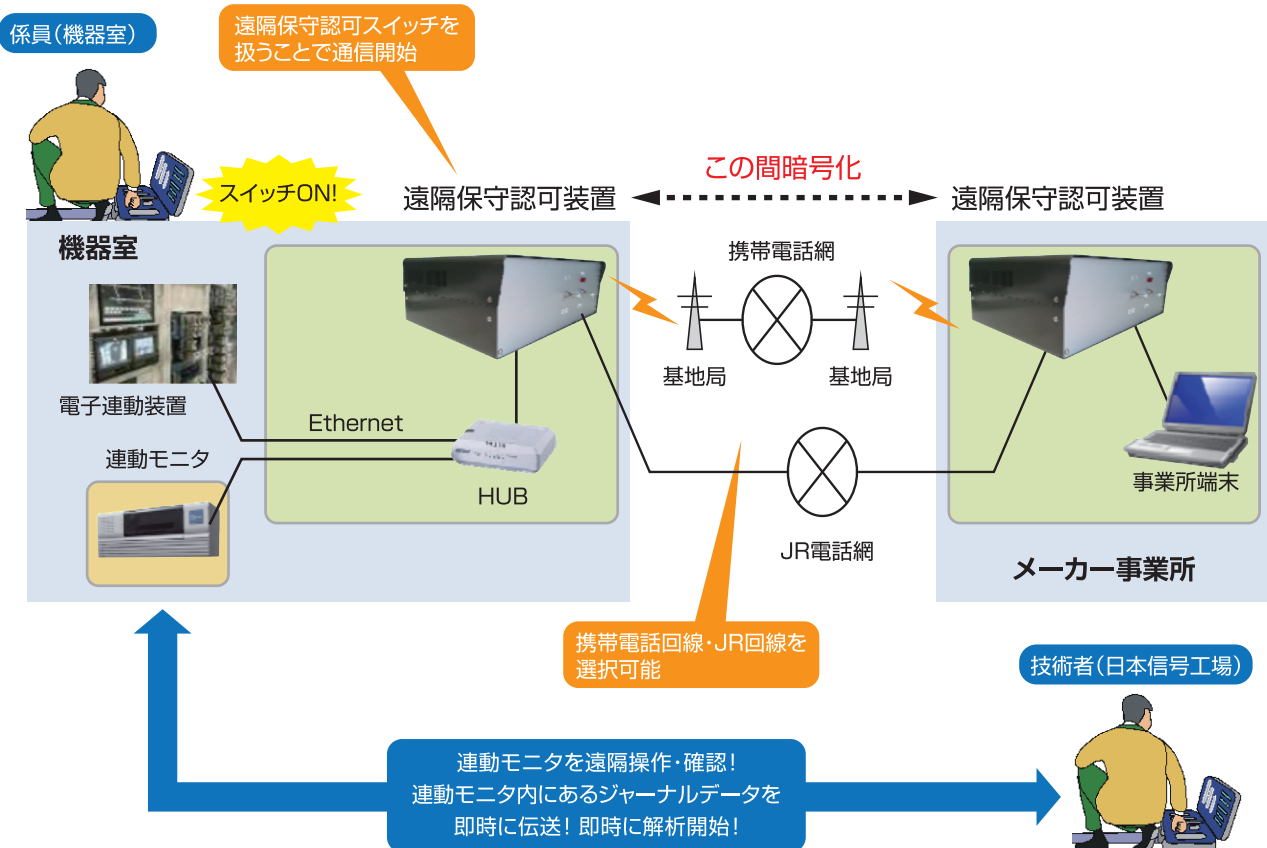 係員(機器室)
遠隔保守認可スイッチを
扱うことで通信開始
スイッチON!
遠隔保守認可装置
この間暗号化
遠隔保守認可装置
機器室
電子連動装置
Ethernet
連動モニタ
HUB
携帯電話網
基地局
基地局
JR電話網
事業所端末
メーカー事業所
携帯電話回線・JR回線を
選択可能
技術者(日本信号工場)
連動モニタを遠隔操作・確認!
連動モニタ内にあるジャーナルデータを
即時に伝送!即時に解析開始!